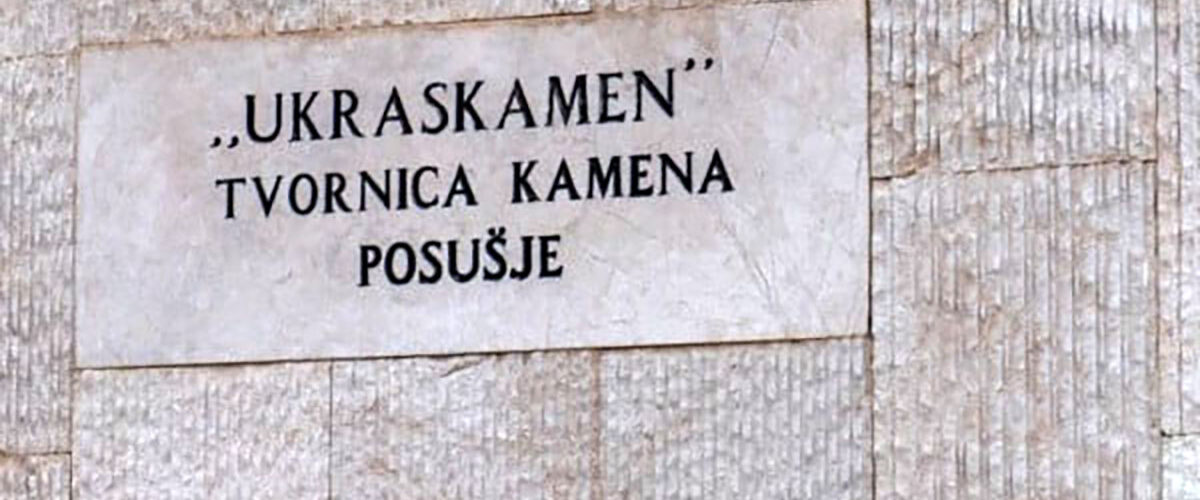 „UKRASKAMEN”
TVORNICA KAMENA
POSUŠJE